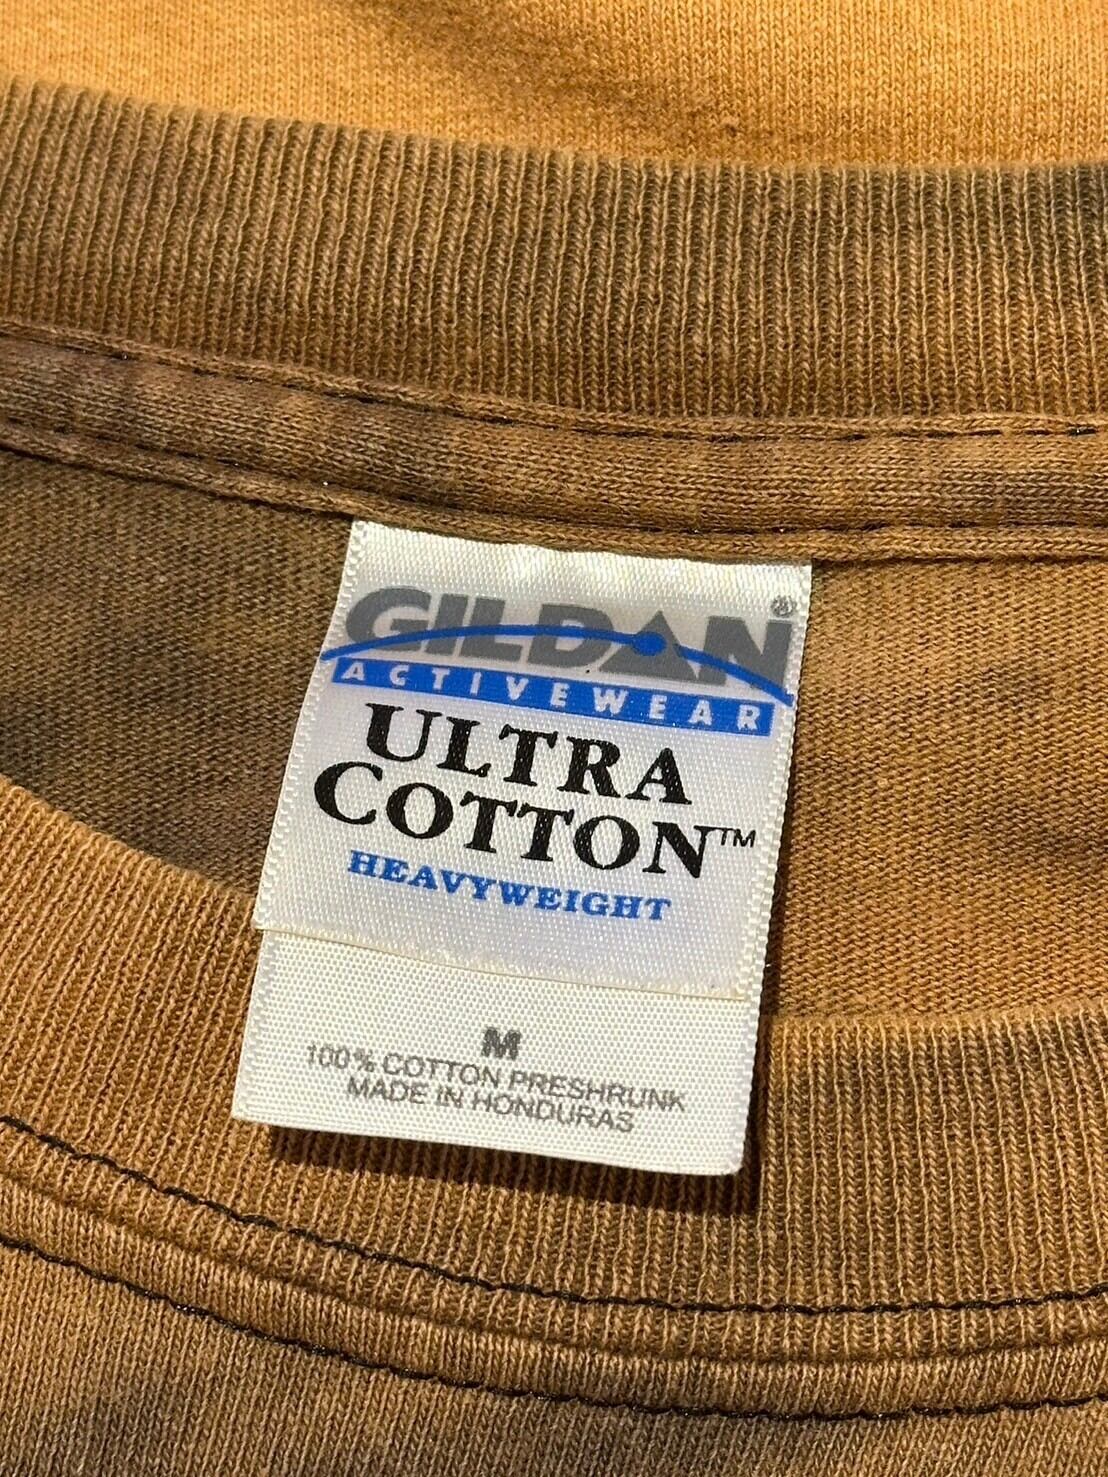 GILDAN®
ACTIVEWEAR
ULTRA
COTTON™
HEAVYWEIGHT
M
100% COTTON PRESHRUNK
MADE IN HONDURAS